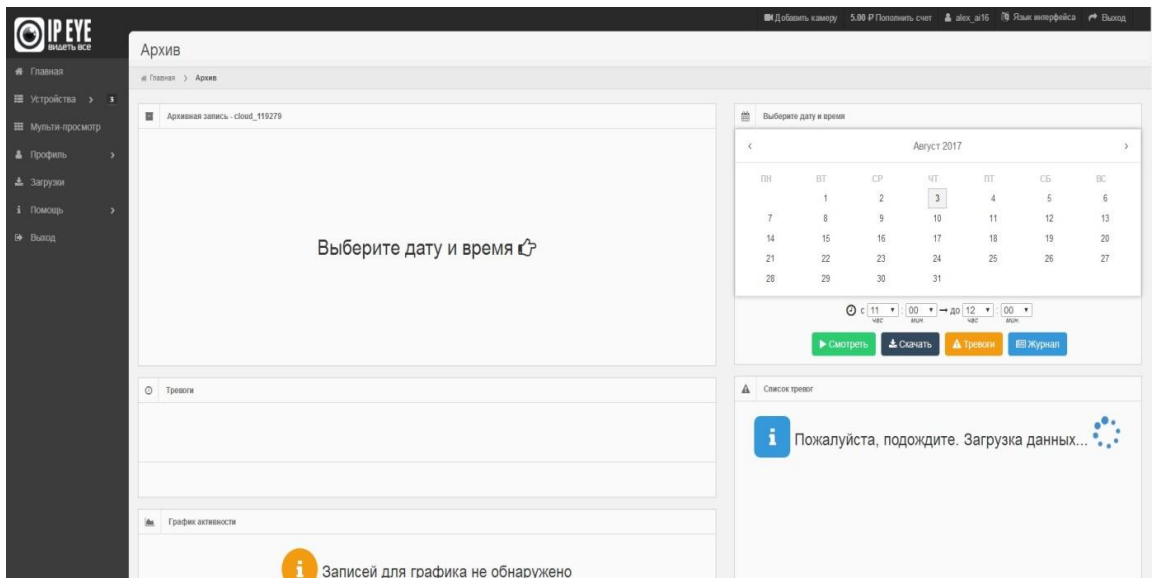 IP EYE
ВИДЕТЬ ВСЕ
Добавить камеру 5.00 ₽ Пополнить счет alex_ai16 Язык интерфейса Выход
Главная
Устройства > 5
Мульти-просмотр
Профиль >
Загрузки
Помощь >
Выход
Архив
Главная > Архив
Архивная запись - cloud_119279
Выберите дату и время
Тревоги
График активности
Записей для графика не обнаружено
Выберите дату и время
< Август 2017 >
ПН ВТ СР ЧТ ПТ СБ ВС
1 2 3 4 5 6
7 8 9 10 11 12 13
14 15 16 17 18 19 20
21 22 23 24 25 26 27
28 29 30 31
с 11 : 00 → до 12 : 00
час мин час мин
Смотреть Скачать Тревоги Журнал
Список тревог
Пожалуйста, подождите. Загрузка данных...